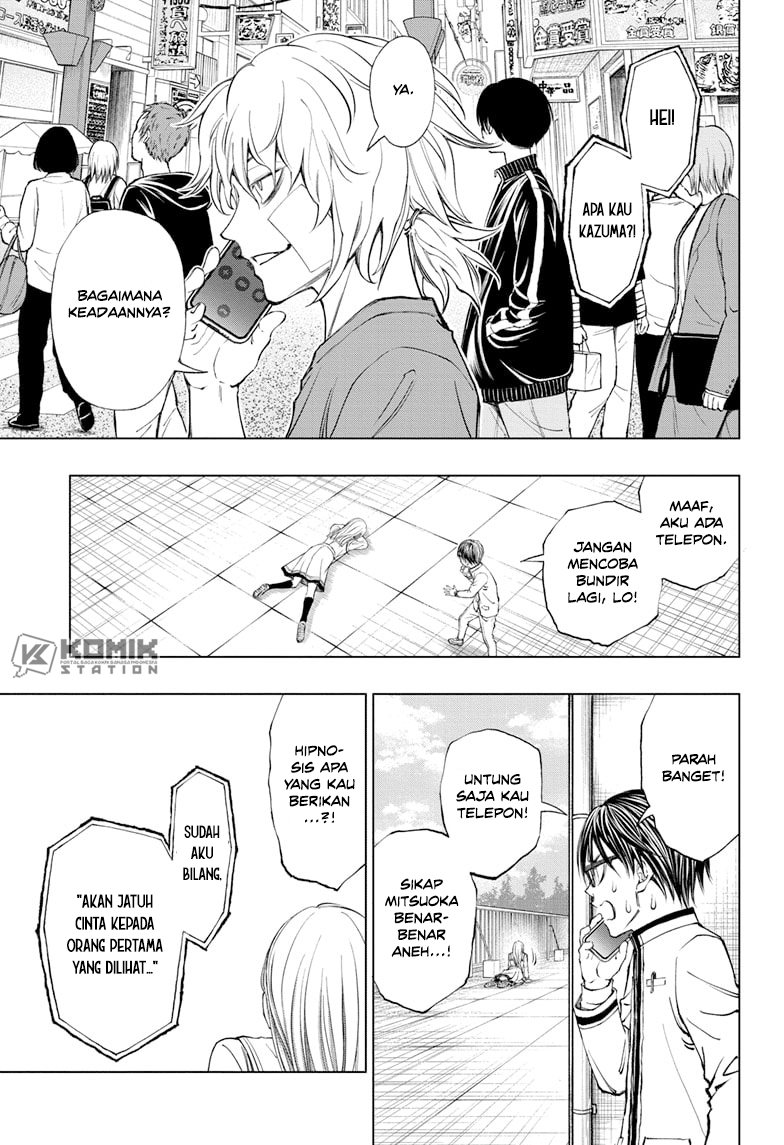 HEI!
APA KAU
KAZUMA?!
YA.
BAGAIMANA
KEADAANNYA?
MAAF,
AKU ADA
TELEPON.
JANGAN
MENCOBA
BUNDIR
LAGI, LO!
KOMIK
STATION
PARAH
BANGET!
UNTUNG
SAJA KAU
TELEPON!
SIKAP
MITSUOKA
BENAR-
BENAR
ANEH...!
HIPNO-
SIS APA
YANG KAU
BERIKAN
...?!
SUDAH
AKU
BILANG,
"AKAN JATUH
CINTA KEPADA
ORANG PERTAMA
YANG DILIHAT..."